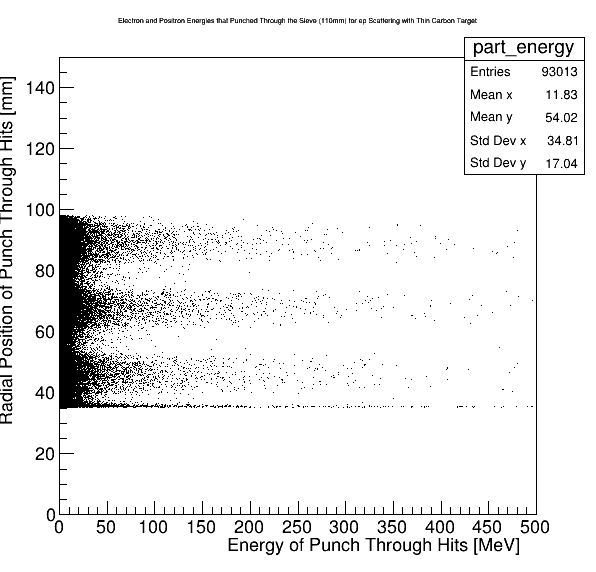 Electron and Positron Energies that Punched Through the Sieve (110mm) for ep Scattering with Thin Carbon Target
part_energy
Entries 93013
Mean x 11.83
Mean y 54.02
Std Dev x 34.81
Std Dev y 17.04
Radial Position of Punch Through Hits [mm]
140
120
100
80
60
40
20
0
0 50 100 150 200 250 300 350 400 450 500
Energy of Punch Through Hits [MeV]